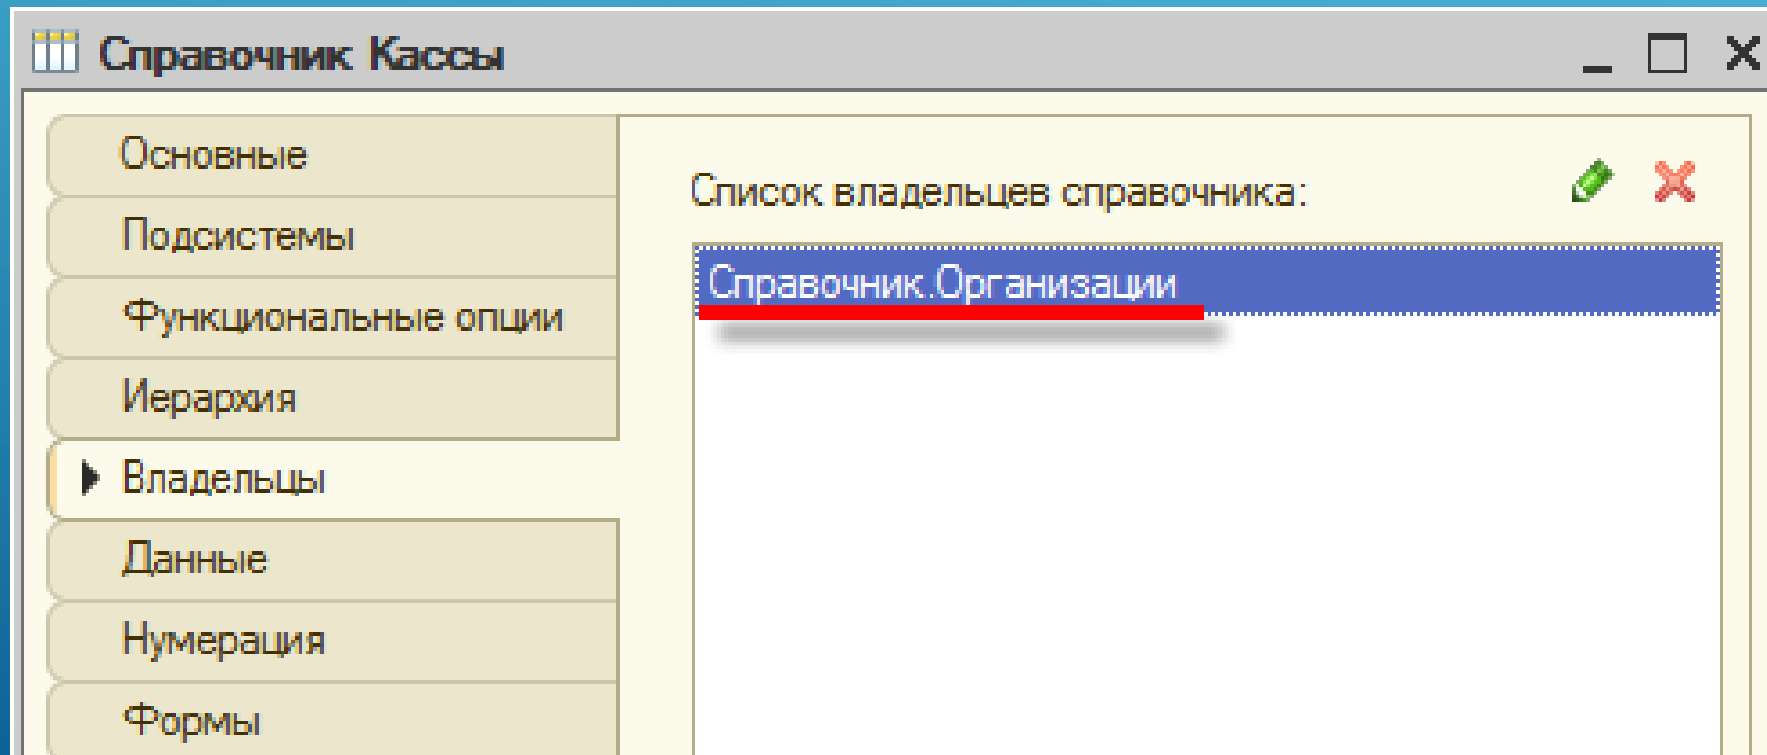 Справочник Кассы
Основные
Подсистемы
Функциональные опции
Иерархия
Владельцы
Данные
Нумерация
Формы
Список владельцев справочника:
Справочник.Организации